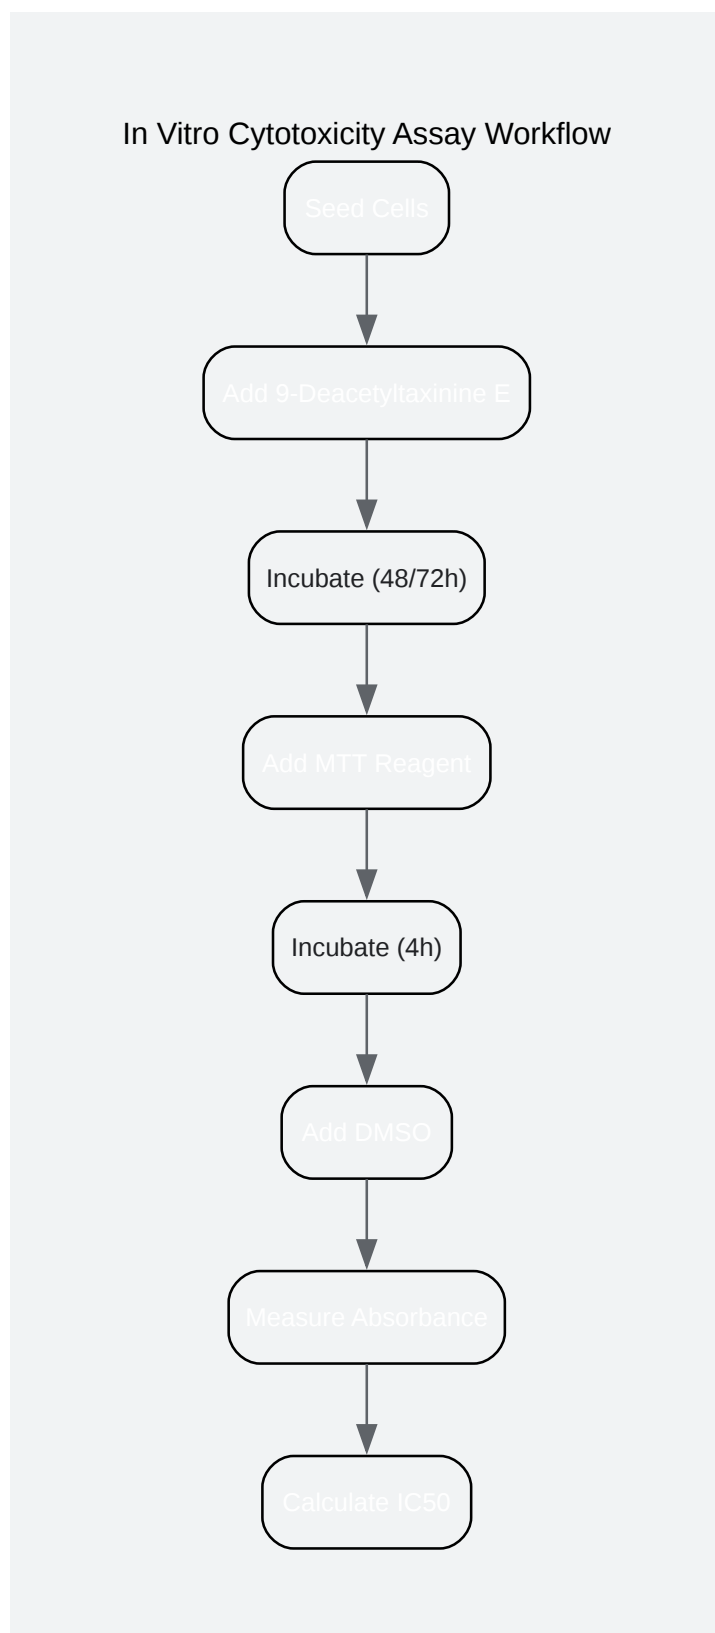 In Vitro Cytotoxicity Assay Workflow
Seed Cells
Add 9-Deacetyltaxinine E
Incubate (48/72h)
Add MTT Reagent
Incubate (4h)
Add DMSO
Measure Absorbance
Calculate IC50